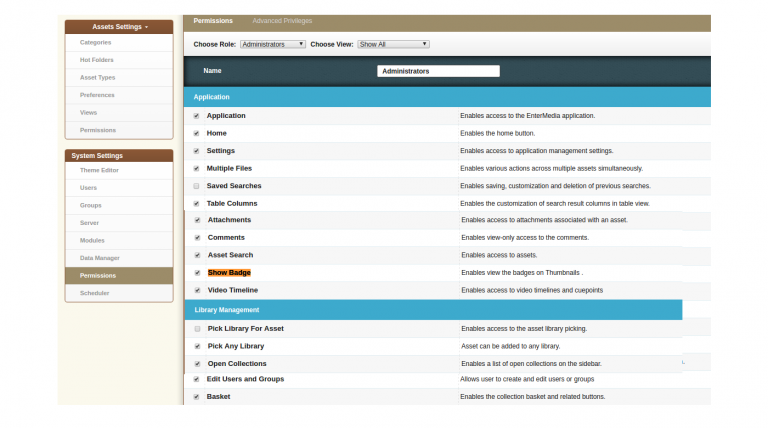 Assets Settings
Categories
Hot Folders
Asset Types
Preferences
Views
Permissions
System Settings
Theme Editor
Users
Groups
Server
Modules
Data Manager
Permissions
Scheduler
Permissions Advanced Privileges
Choose Role: Administrators Choose View: Show All
Name Administrators
Application
Application Enables access to the EnterMedia application.
Home Enables the home button.
Settings Enables access to application management settings.
Multiple Files Enables various actions across multiple assets simultaneously.
Saved Searches Enables saving, customization and deletion of previous searches.
Table Columns Enables the customization of search result columns in table view.
Attachments Enables access to attachments associated with an asset.
Comments Enables view-only access to the comments.
Asset Search Enables access to assets.
Show Badge Enables view the badges on Thumbnails .
Video Timeline Enables access to video timelines and cuepoints
Library Management
Pick Library For Asset Enables access to the asset library picking.
Pick Any Library Asset can be added to any library.
Open Collections Enables a list of open collections on the sidebar.
Edit Users and Groups Allows user to create and edit users or groups
Basket Enables the collection basket and related buttons.